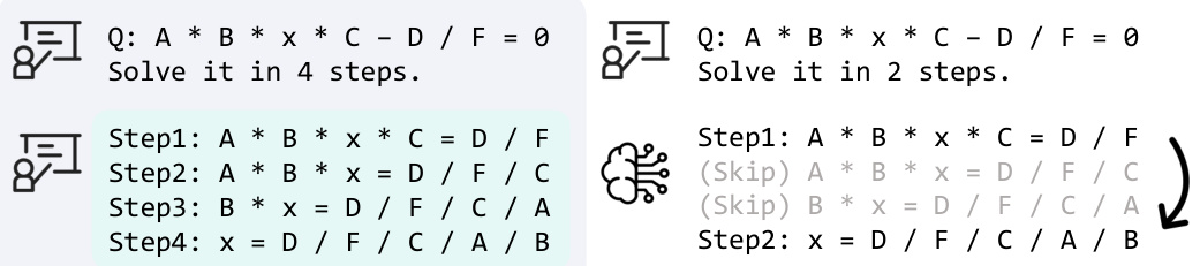 Q: A * B * x * C − D / F = 0
Solve it in 4 steps.
Step1: A * B * x * C = D / F
Step2: A * B * x = D / F / C
Step3: B * x = D / F / C / A
Step4: x = D / F / C / A / B
Q: A * B * x * C − D / F = 0
Solve it in 2 steps.
Step1: A * B * x * C = D / F
(Skip) A * B * x = D / F / C
(Skip) B * x = D / F / C / A
Step2: x = D / F / C / A / B